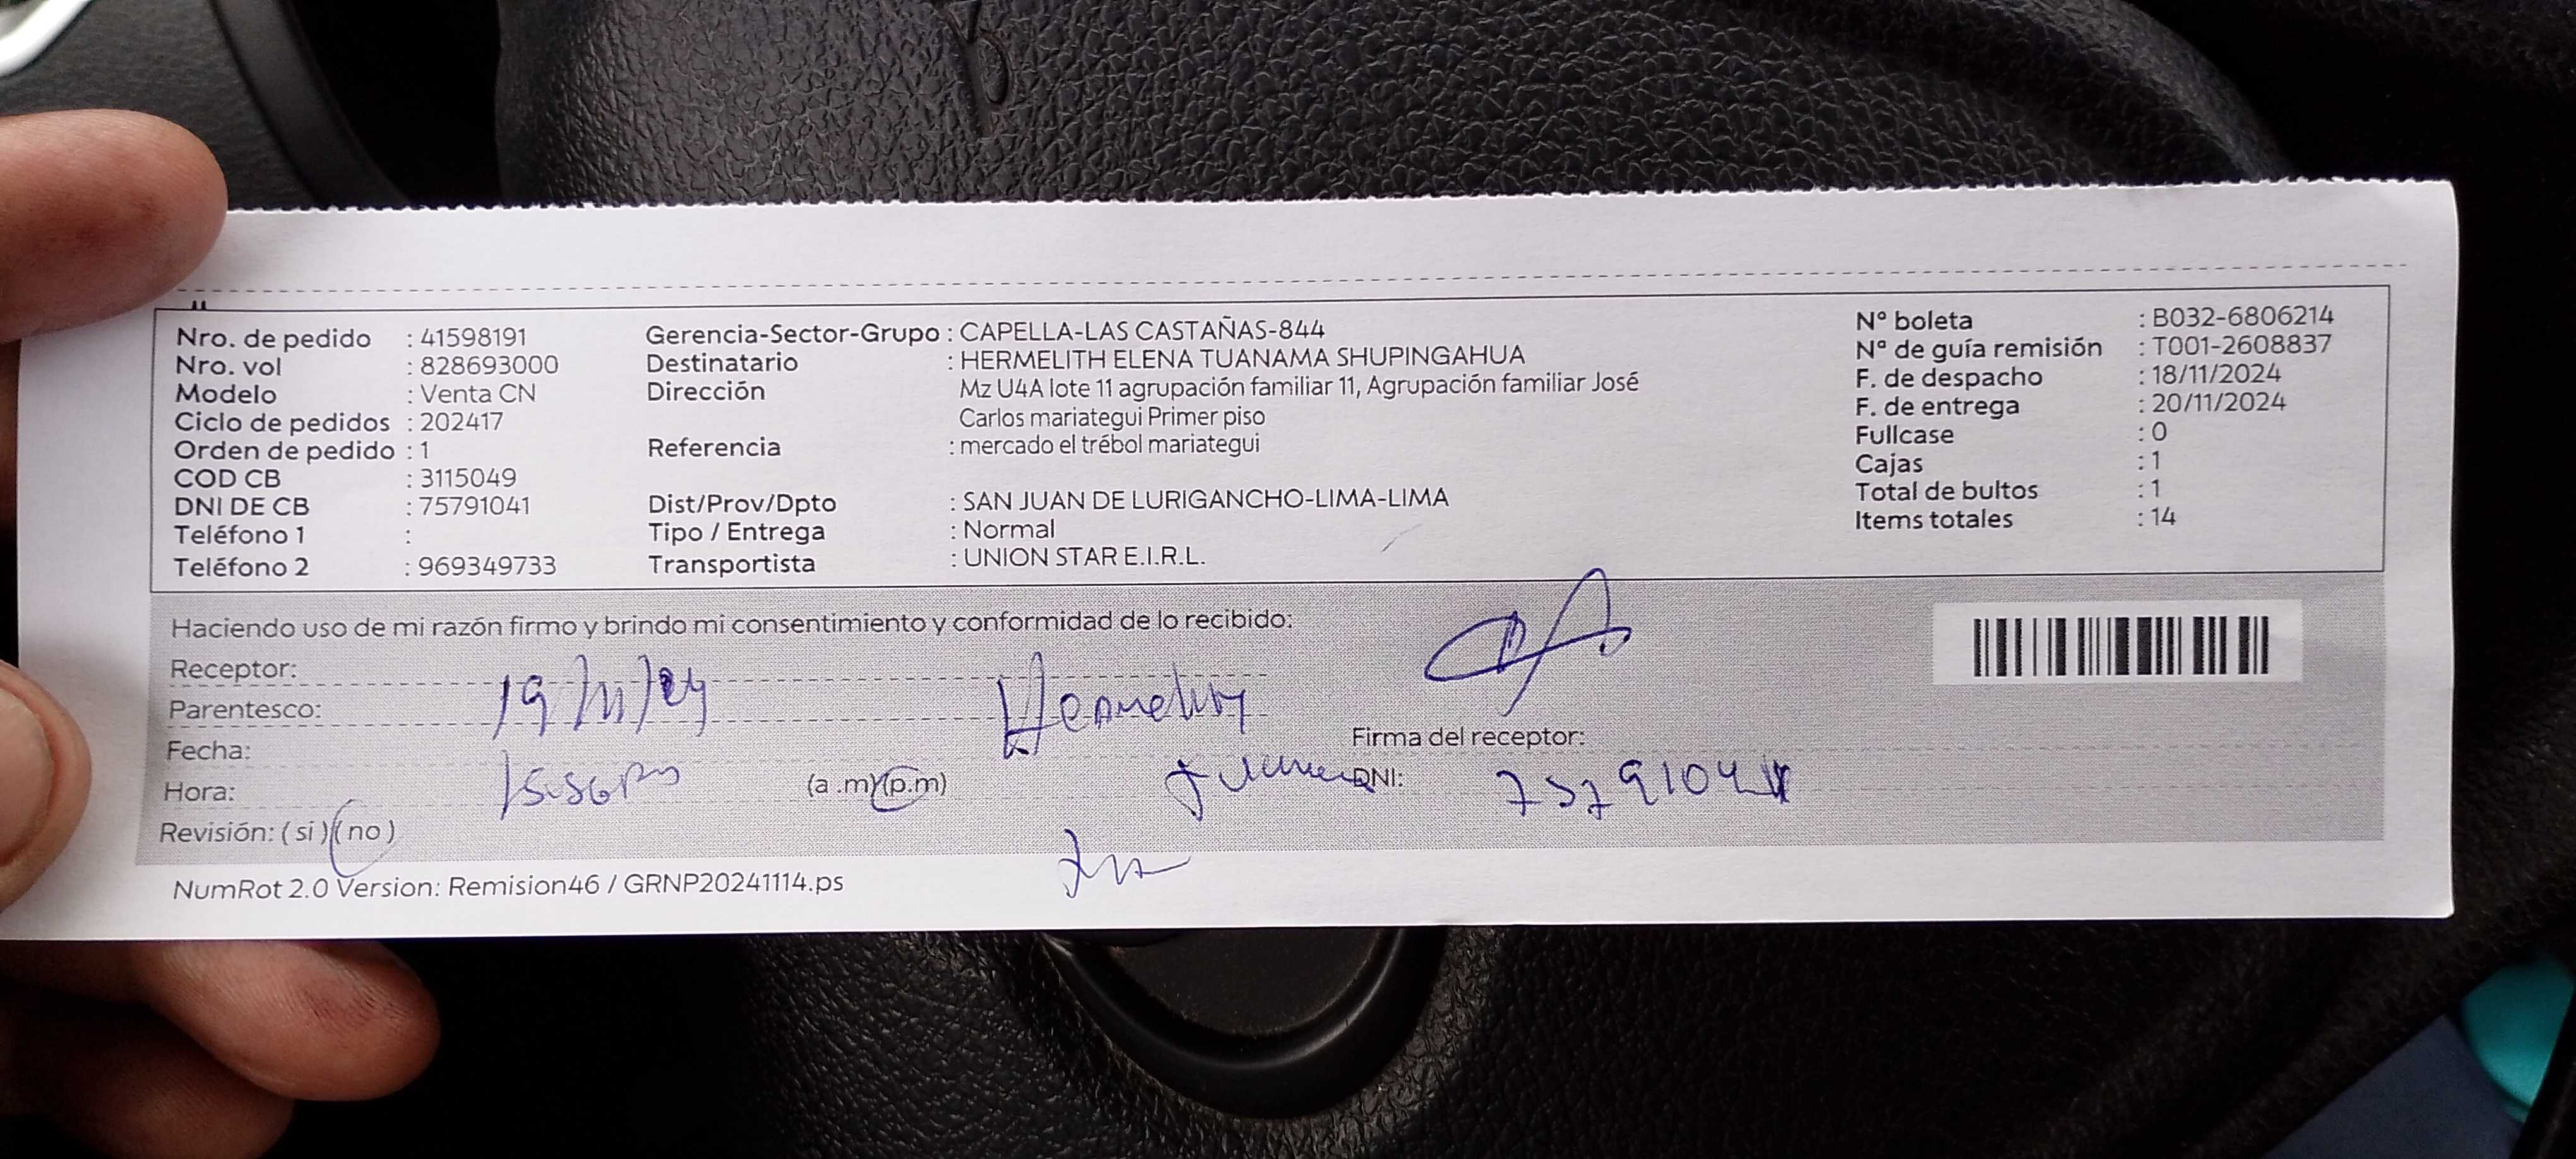 Nro. de pedido : 41598191 Gerencia-Sector-Grupo : CAPELLA-LAS CASTAÑAS-844 Nº boleta : B032-6806214
Nro. vol : 828693000 Destinatario : HERMELITH ELENA TUANAMA SHUPINGAHUA Nº de guía remisión : T001-2608837
Modelo : Venta CN Dirección Mz U4A lote 11 agrupación familiar 11, Agrupación familiar José F. de despacho : 18/11/2024
Ciclo de pedidos : 202417 Carlos mariategui Primer piso F. de entrega : 20/11/2024
Orden de pedido : 1 Referencia : mercado el trébol mariategui Fullcase : 0
COD CB : 3115049 Cajas : 1
DNI DE CB : 75791041 Dist/Prov/Dpto : SAN JUAN DE LURIGANCHO-LIMA-LIMA Total de bultos : 1
Teléfono 1 : Tipo / Entrega : Normal Items totales : 14
Teléfono 2 : 969349733 Transportista : UNION STAR E.I.R.L.
Haciendo uso de mi razón firmo y brindo mi consentimiento y conformidad de lo recibido:
Receptor:
Parentesco: 19/11/24
Fecha: Firma del receptor:
Hora: (a.m)(p.m) DNI: 7579104
Revisión: (si)(no)
NumRot 2.0 Version: Remision46 / GRNP20241114.ps